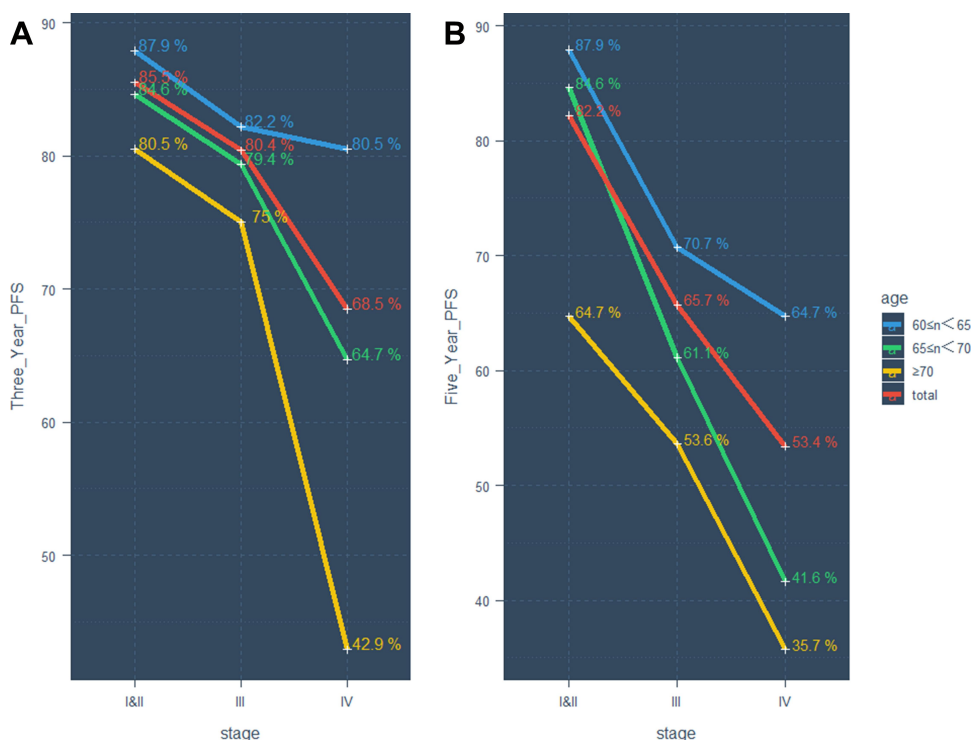 A
90
80
70
60
50
Three_Year_PFS
87.9 %
85.5 %
84.6 %
80.5 %
82.2 %
80.4 %
79.4 %
75 %
80.5 %
68.5 %
64.7 %
42.9 %
I&II
III
IV
stage
B
90
80
70
60
50
40
Five_Year_PFS
87.9 %
84.6 %
82.2 %
64.7 %
70.7 %
65.7 %
61.1 %
53.6 %
64.7 %
53.4 %
41.6 %
35.7 %
I&II
III
IV
stage
age
a 60≤n<65
a 65≤n<70
a ≥70
a total